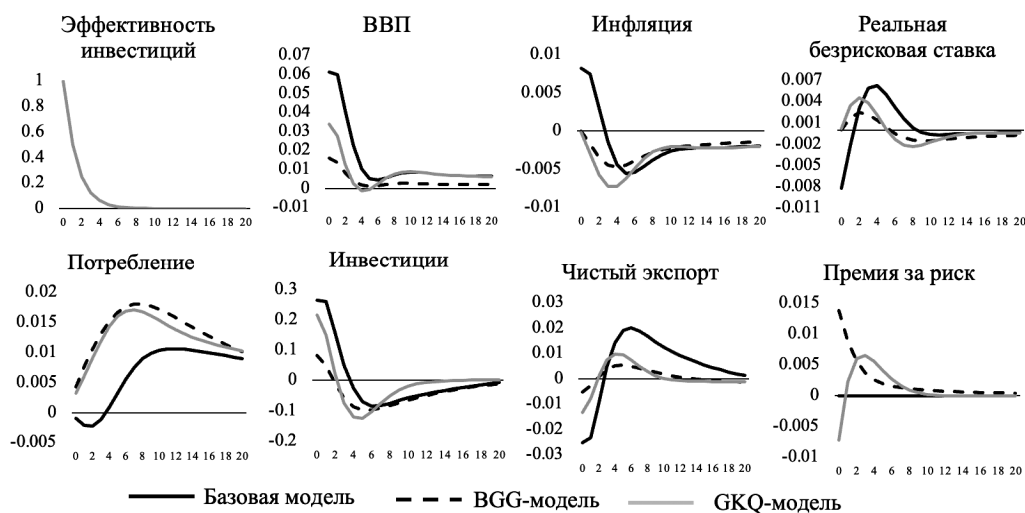 Эффективность
инвестиций
1
0.8
0.6
0.4
0.2
0
0 2 4 6 8 10 12 14 16 18 20
ВВП
0.07
0.06
0.05
0.04
0.03
0.02
0.01
0
-0.01
0 2 4 6 8 10 12 14 16 18 20
Инфляция
0.01
0.005
0
-0.005
-0.01
0 2 4 6 8 10 12 14 16 18 20
Реальная
безрисковая ставка
0.007
0.004
0.001
-0.002
-0.005
-0.008
-0.011
0 2 4 6 8 10 12 14 16 18 20
Потребление
0.02
0.015
0.01
0.005
0
-0.005
0 2 4 6 8 10 12 14 16 18 20
Инвестиции
0.3
0.2
0.1
0
-0.1
-0.2
0 2 4 6 8 10 12 14 16 18 20
Чистый экспорт
0.03
0.02
0.01
0
-0.01
-0.02
-0.03
0 2 4 6 8 10 12 14 16 18 20
Премия за риск
0.015
0.01
0.005
0
-0.005
-0.01
0 2 4 6 8 10 12 14 16 18 20
Базовая модель BGG-модель GKQ-модель